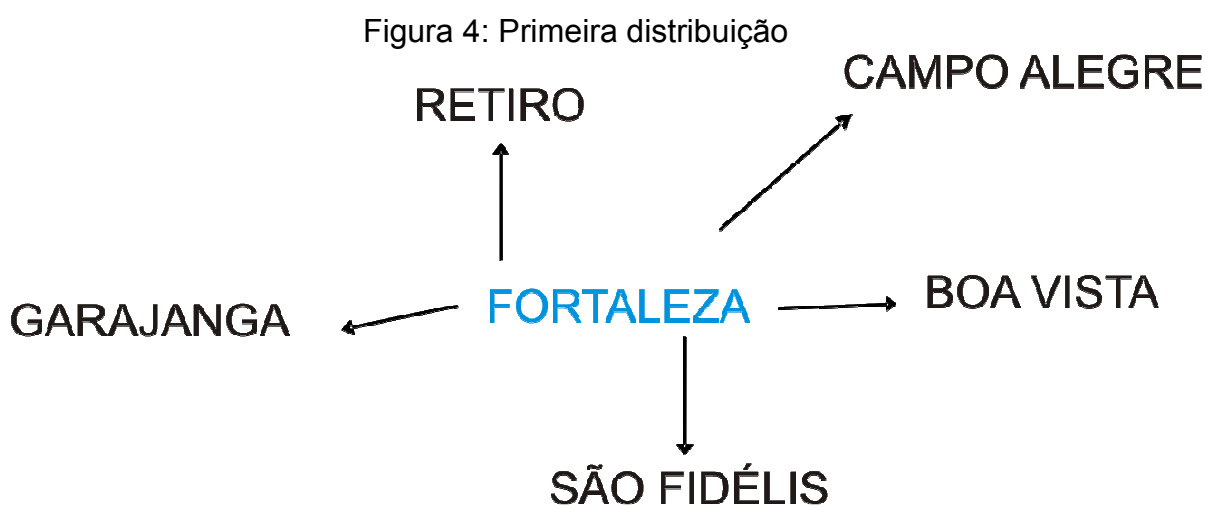 Figura 4: Primeira distribuição
CAMPO ALEGRE
RETIRO
BOA VISTA
FORTALEZA
GARAJANGA
SÃO FIDÉLIS